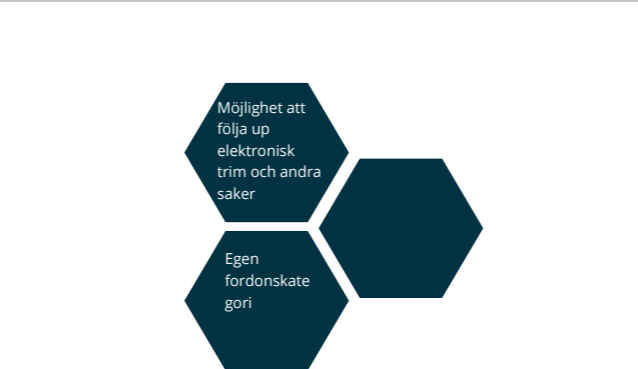 Möjlighet att
följa up
elektronisk
trim och andra
saker
Egen
fordonskate
gori